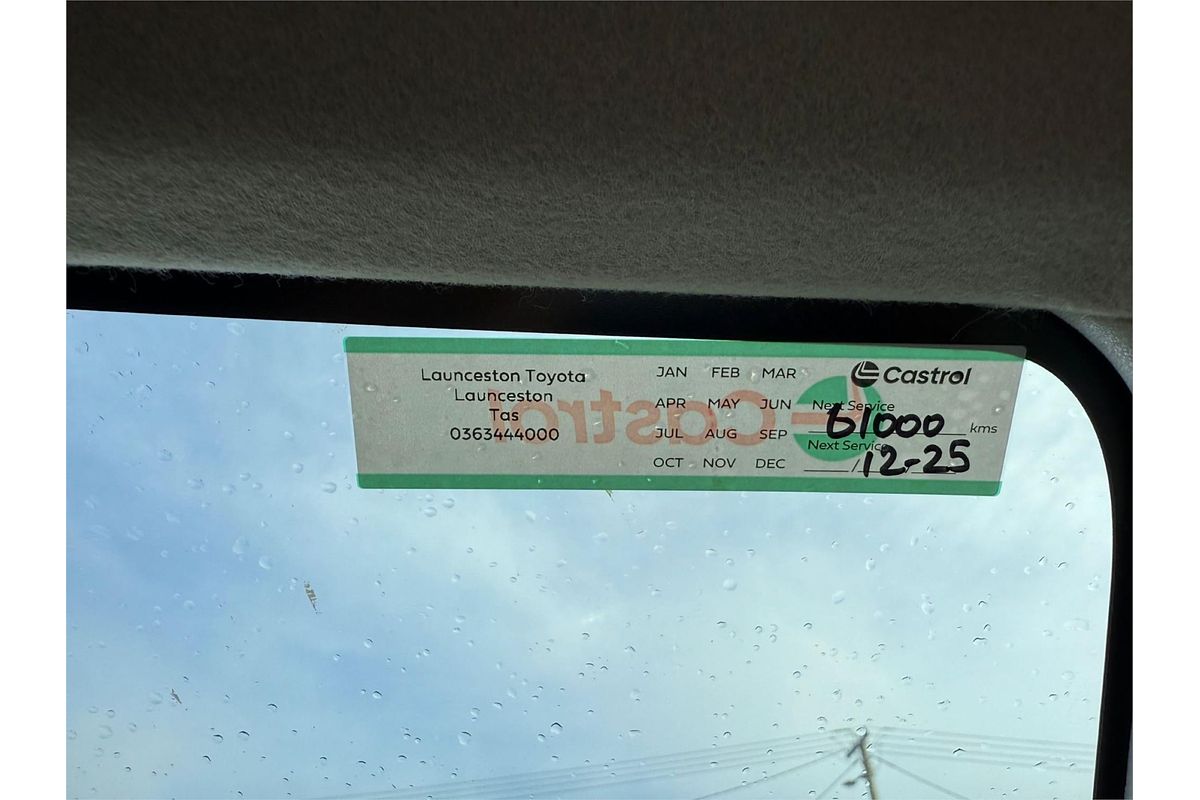 Launceston Toyota
Launceston
Tas
0363444000
JAN FEB MAR
APR MAY JUN
JUL AUG SEP
OCT NOV DEC
Castrol
Next Service
61000 kms
Next Service
12-25
Castrol